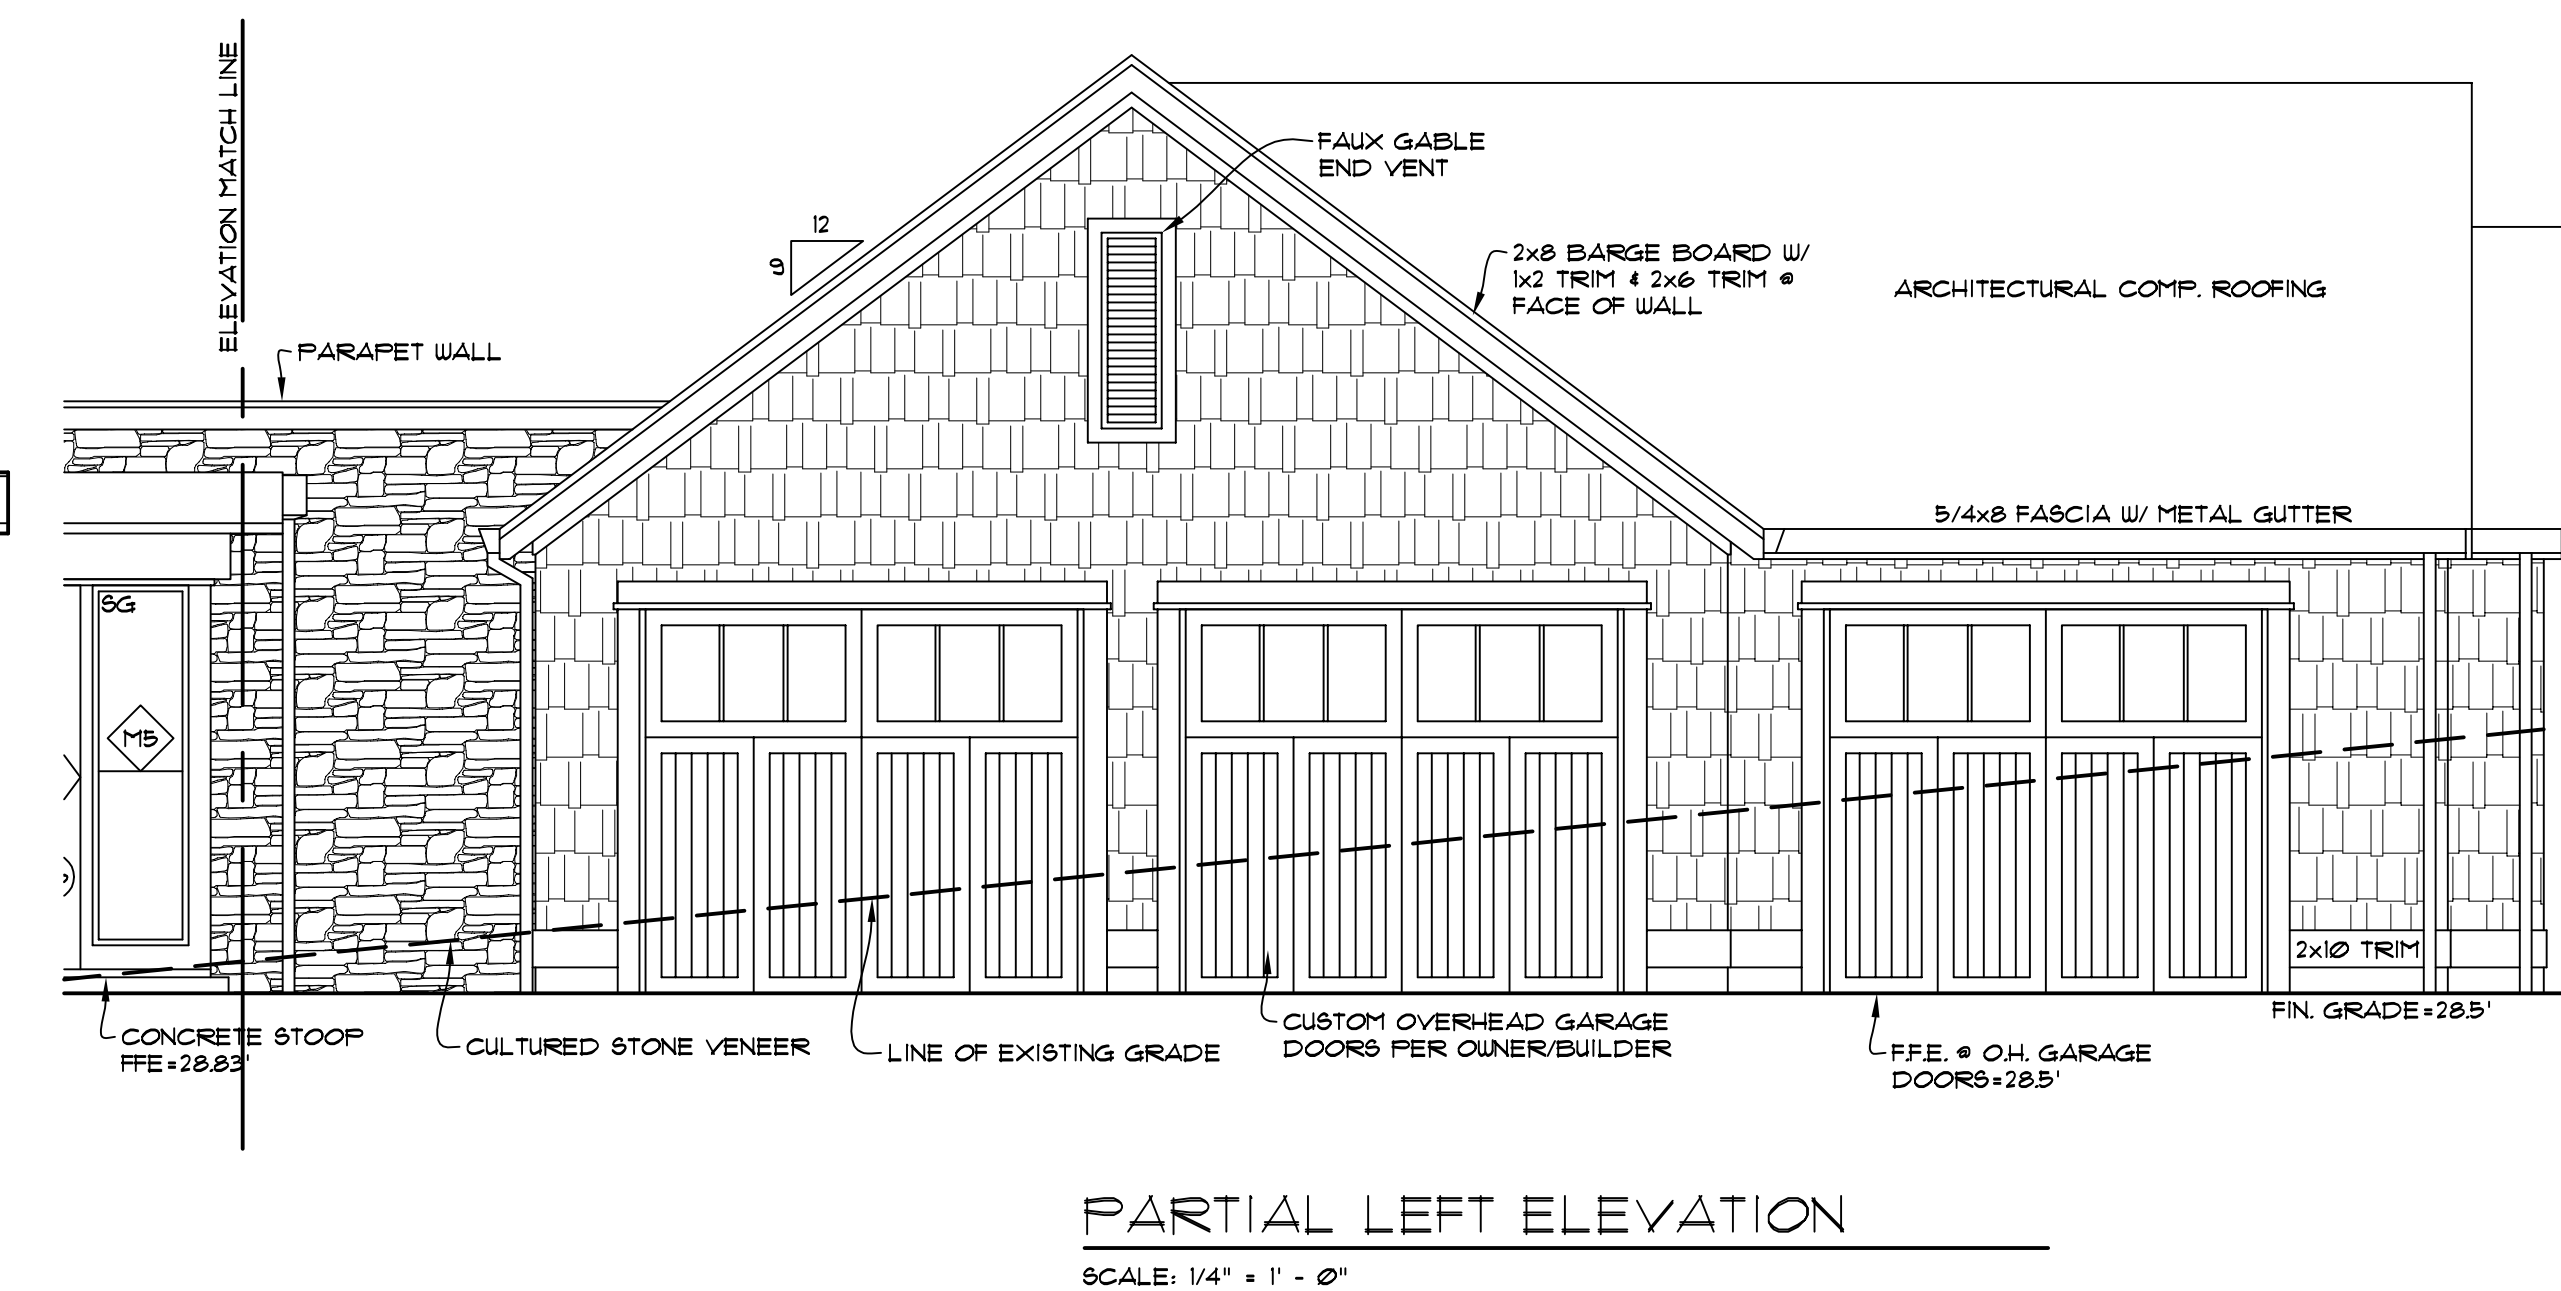 ELEVATION MATCH LINE
FAUX GABLE
END VENT
12
9
2x8 BARGE BOARD W/
1x2 TRIM & 2x6 TRIM @
FACE OF WALL
ARCHITECTURAL COMP. ROOFING
PARAPET WALL
5/4x8 FASCIA W/ METAL GUTTER
SG
M5
2x10 TRIM
FIN. GRADE=28.5'
CONCRETE STOOP
FFE=28.83'
CULTURED STONE VENEER
LINE OF EXISTING GRADE
CUSTOM OVERHEAD GARAGE
DOORS PER OWNER/BUILDER
F.F.E. @ O.H. GARAGE
DOORS=28.5'
PARTIAL LEFT ELEVATION
SCALE: 1/4" = 1' - 0"